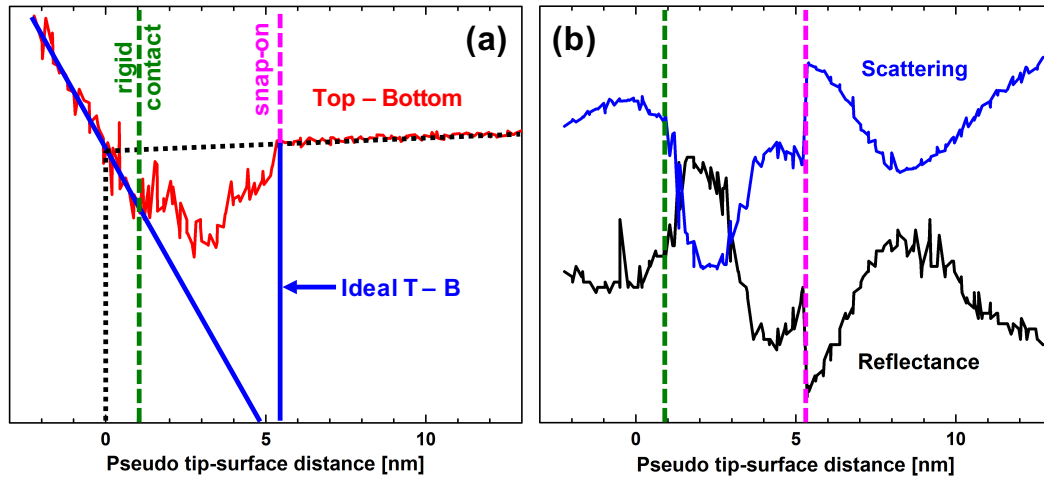 (a)
rigid
contact
snap-on
Top – Bottom
Ideal T – B
0
5
10
Pseudo tip-surface distance [nm]
(b)
Scattering
Reflectance
0
5
10
Pseudo tip-surface distance [nm]